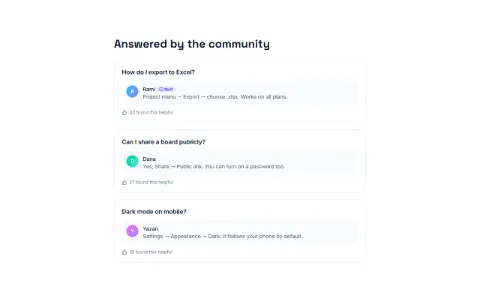 Answered by the community
How do I export to Excel?
R
Rami Staff
Project menu → Export → choose .xlsx. Works on all plans.
42 found this helpful
Can I share a board publicly?
D
Dana
Yes, Share → Public link. You can turn on a password too.
27 found this helpful
Dark mode on mobile?
Y
Yazan
Settings → Appearance → Dark. It follows your phone by default.
18 found this helpful